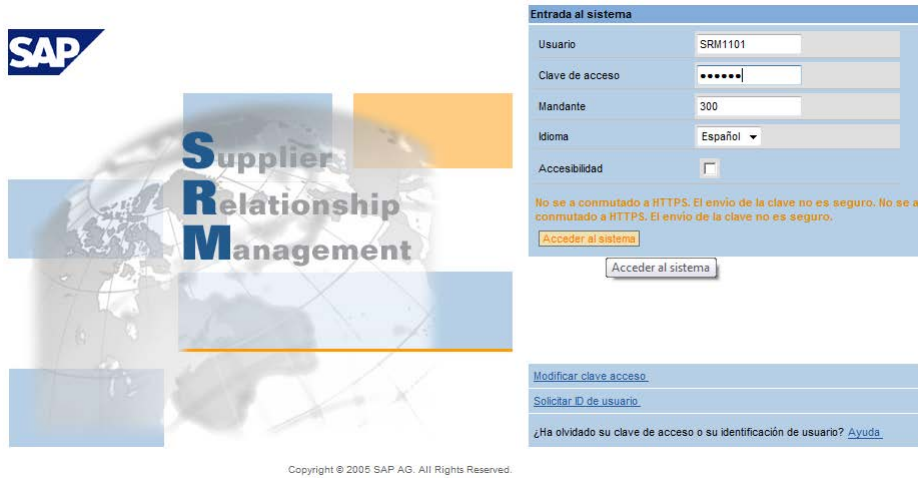 SAP
Supplier
Relationship
Management
Copyright © 2005 SAP AG. All Rights Reserved.
Entrada al sistema
Usuario SRM1101
Clave de acceso ••••••
Mandante 300
Idioma Español
Accesibilidad
No se a conmutado a HTTPS. El envío de la clave no es seguro. No se a
conmutado a HTTPS. El envío de la clave no es seguro.
Acceder al sistema
Acceder al sistema
Modificar clave acceso
Solicitar ID de usuario
¿Ha olvidado su clave de acceso o su identificación de usuario? Ayuda